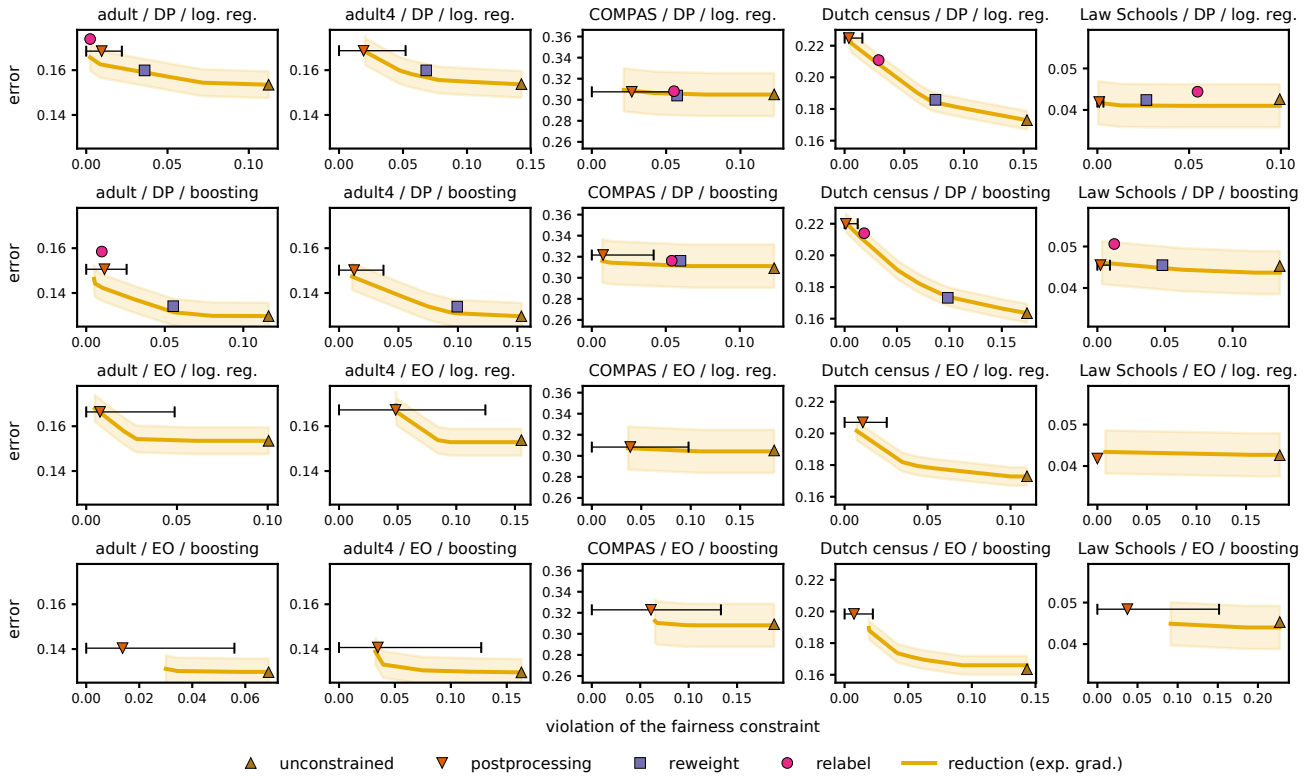 adult / DP / log. reg. adult4 / DP / log. reg. COMPAS / DP / log. reg. Dutch census / DP / log. reg. Law Schools / DP / log. reg.
error
0.16 0.14
0.16 0.14
0.36 0.34 0.32 0.30 0.28 0.26
0.22 0.20 0.18 0.16
0.05 0.04
0.00 0.05 0.10 0.00 0.05 0.10 0.15 0.00 0.05 0.10 0.00 0.05 0.10 0.15 0.00 0.05 0.10
adult / DP / boosting adult4 / DP / boosting COMPAS / DP / boosting Dutch census / DP / boosting Law Schools / DP / boosting
error
0.16 0.14
0.16 0.14
0.36 0.34 0.32 0.30 0.28 0.26
0.22 0.20 0.18 0.16
0.05 0.04
0.00 0.05 0.10 0.00 0.05 0.10 0.15 0.00 0.05 0.10 0.00 0.05 0.10 0.15 0.00 0.05 0.10
adult / EO / log. reg. adult4 / EO / log. reg. COMPAS / EO / log. reg. Dutch census / EO / log. reg. Law Schools / EO / log. reg.
error
0.16 0.14
0.16 0.14
0.36 0.34 0.32 0.30 0.28 0.26
0.22 0.20 0.18 0.16
0.05 0.04
0.00 0.05 0.10 0.00 0.05 0.10 0.15 0.00 0.05 0.10 0.15 0.00 0.05 0.10 0.00 0.05 0.10 0.15
adult / EO / boosting adult4 / EO / boosting COMPAS / EO / boosting Dutch census / EO / boosting Law Schools / EO / boosting
error
0.16 0.14
0.16 0.14
0.36 0.34 0.32 0.30 0.28 0.26
0.22 0.20 0.18 0.16
0.05 0.04
0.00 0.02 0.04 0.06 0.00 0.05 0.10 0.15 0.00 0.05 0.10 0.15 0.00 0.05 0.10 0.15 0.00 0.05 0.10 0.15 0.20
violation of the fairness constraint
unconstrained postprocessing reweight relabel reduction (exp. grad.)